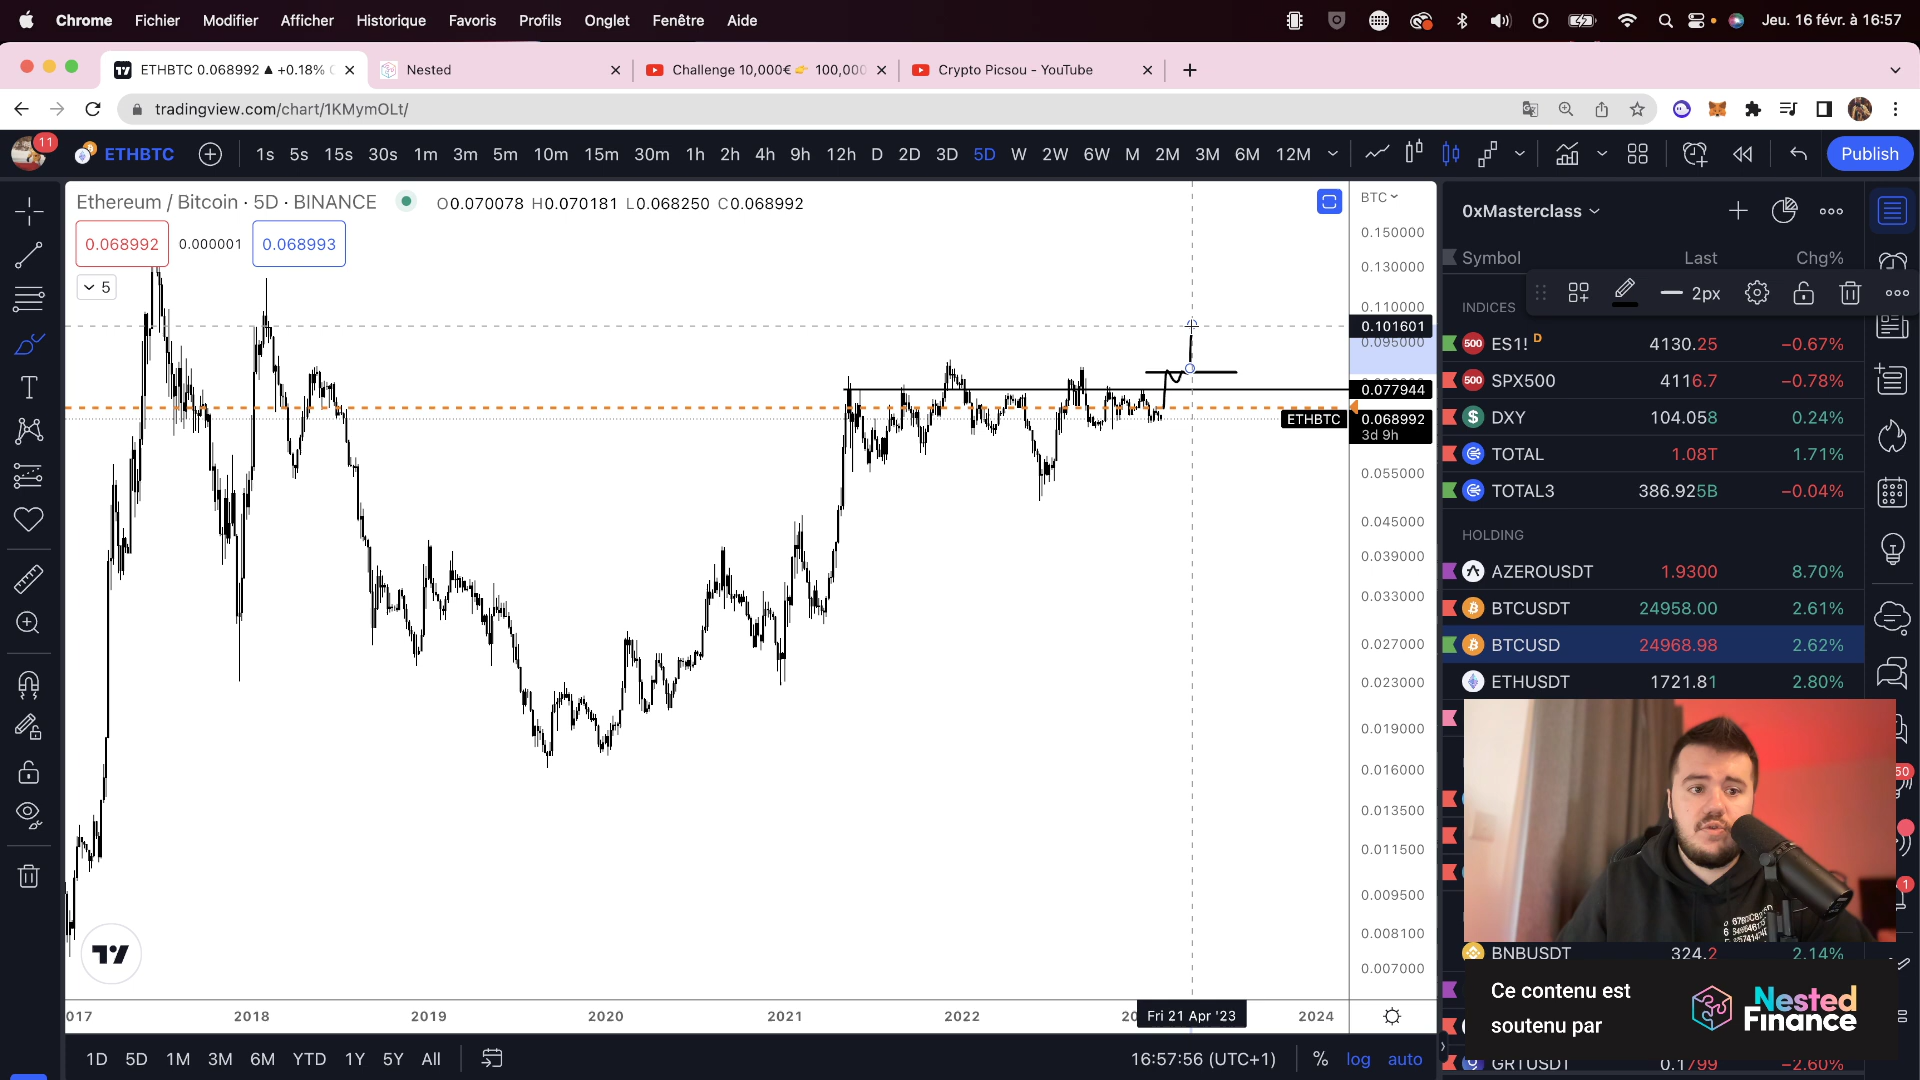 Chrome Fichier Modifier Afficher Historique Favoris Profils Onglet Fenêtre Aide Jeu. 16 févr. à 16:57
ETHBTC 0.068992 ▲ +0.18% Nested Challenge 10,000€ 👉 100,000 Crypto Picsou - YouTube
tradingview.com/chart/1KMymOLt/
11
ETHBTC 1s 5s 15s 30s 1m 3m 5m 10m 15m 30m 1h 2h 4h 9h 12h D 2D 3D 5D W 2W 6W M 2M 3M 6M 12M Publish
Ethereum / Bitcoin · 5D · BINANCE O0.070078 H0.070181 L0.068250 C0.068992
0.068992 0.000001 0.068993
5
BTC
0.150000
0.130000
0.110000
0.101601
0.095000
0.077944
ETHBTC 0.068992
3d 9h
0.055000
0.045000
0.039000
0.033000
0.027000
0.023000
0.019000
0.016000
0.013500
0.011500
0.009500
0.008100
0.007000
017 2018 2019 2020 2021 2022 Fri 21 Apr '23 2024
1D 5D 1M 3M 6M YTD 1Y 5Y All 16:57:56 (UTC+1) % log auto
0xMasterclass
Symbol Last Chg%
2px
INDICES
500 ES1! D 4130.25 −0.67%
500 SPX500 4116.7 −0.78%
$ DXY 104.058 0.24%
TOTAL 1.08T 1.71%
TOTAL3 386.925B −0.04%
HOLDING
AZEROUSDT 1.9300 8.70%
BTCUSDT 24958.00 2.61%
BTCUSD 24968.98 2.62%
ETHUSDT 1721.81 2.80%
50
1
BNBUSDT 324.2 2.14%
Ce contenu est
soutenu par
Nested
Finance
GRTUSDT 0.1799 −2.60%